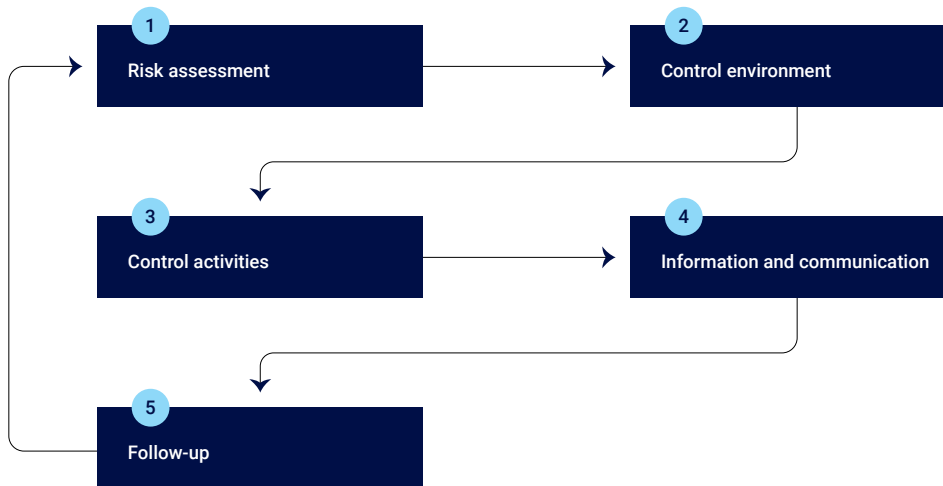 1
Risk assessment
2
Control environment
3
Control activities
4
Information and communication
5
Follow-up